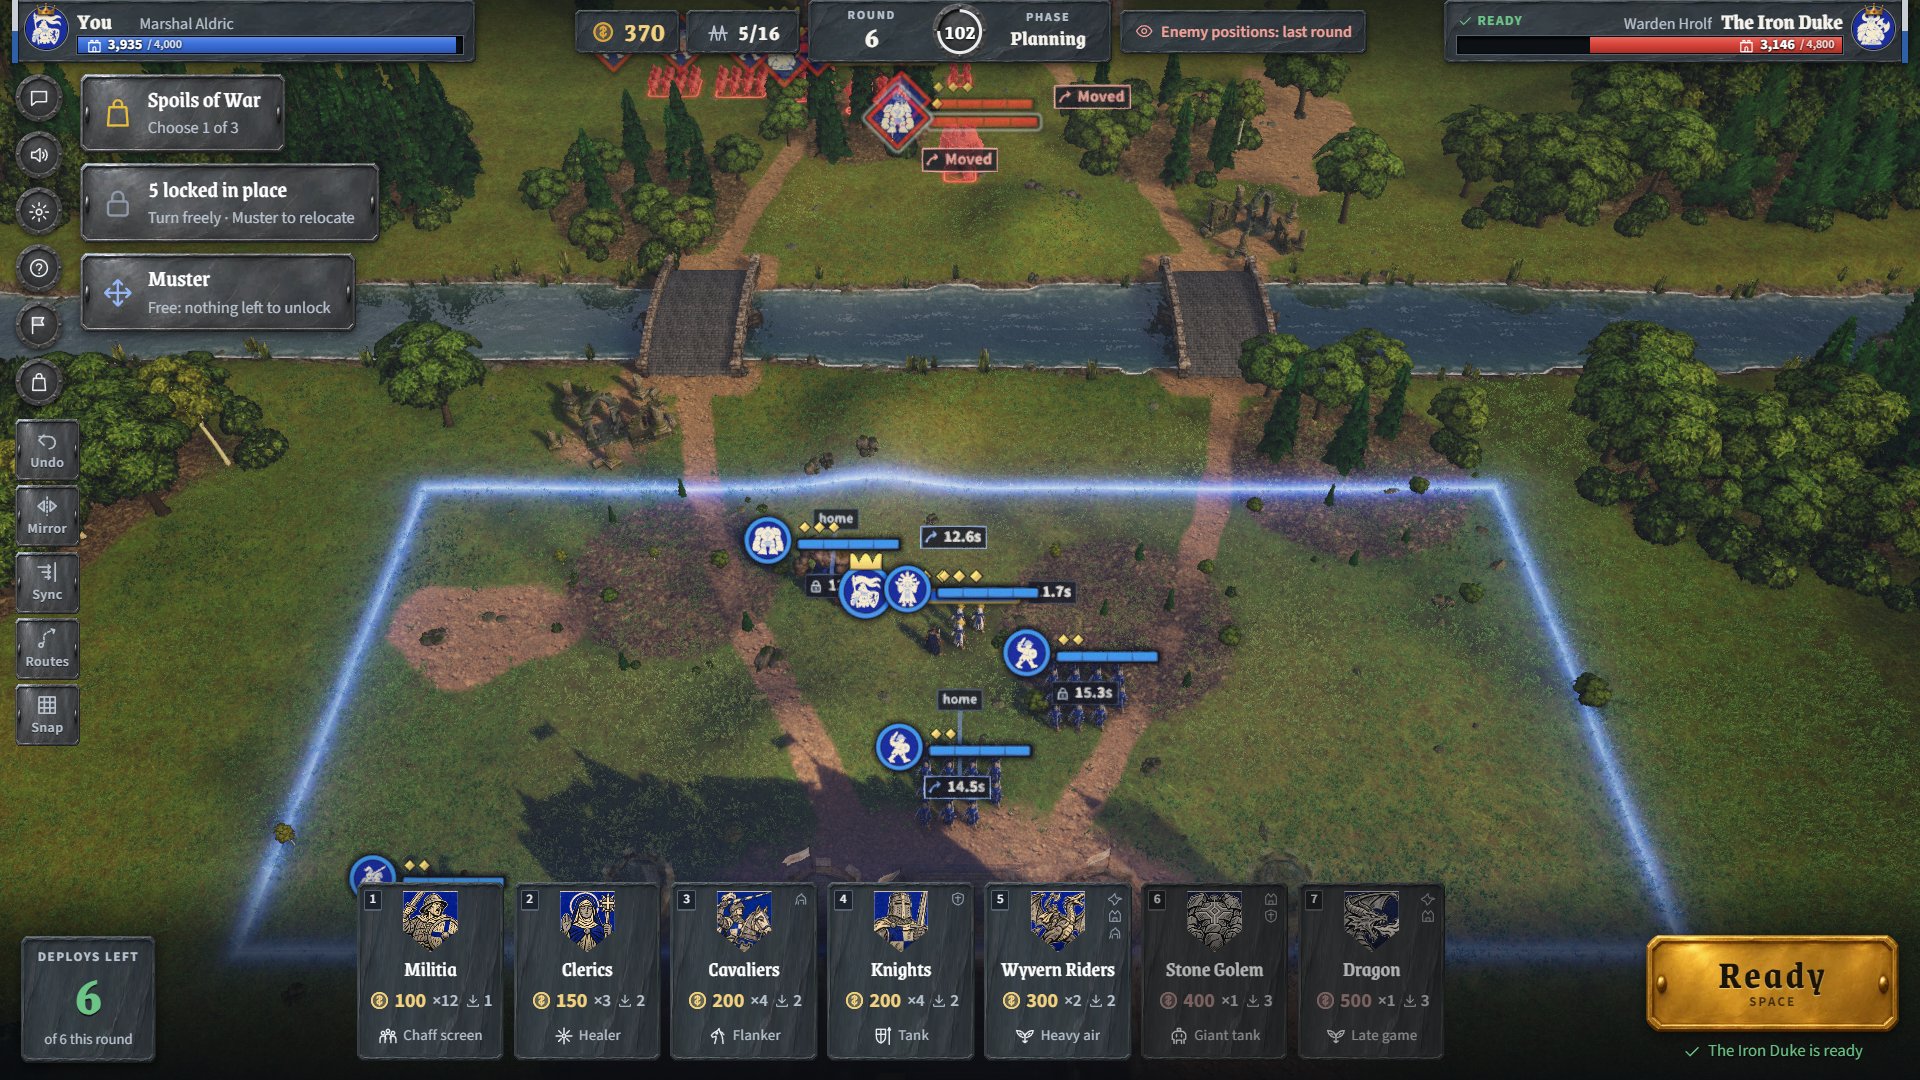 You
Marshal Aldric
3,935 / 4,000
370
5/16
ROUND
6
102
PHASE
Planning
Enemy positions: last round
READY
Warden Hrolf
The Iron Duke
3,146 / 4,800
Spoils of War
Choose 1 of 3
5 locked in place
Turn freely · Muster to relocate
Muster
Free: nothing left to unlock
Moved
Moved
Undo
Mirror
Sync
Routes
Snap
home
12.6s
1.7s
15.3s
home
14.5s
DEPLOYS LEFT
6
of 6 this round
1
Militia
100 ×12 1
Chaff screen
2
Clerics
150 ×3 2
Healer
3
Cavaliers
200 ×4 2
Flanker
4
Knights
200 ×4 2
Tank
5
Wyvern Riders
300 ×2 2
Heavy air
6
Stone Golem
400 ×1 3
Giant tank
7
Dragon
500 ×1 3
Late game
Ready
SPACE
The Iron Duke is ready